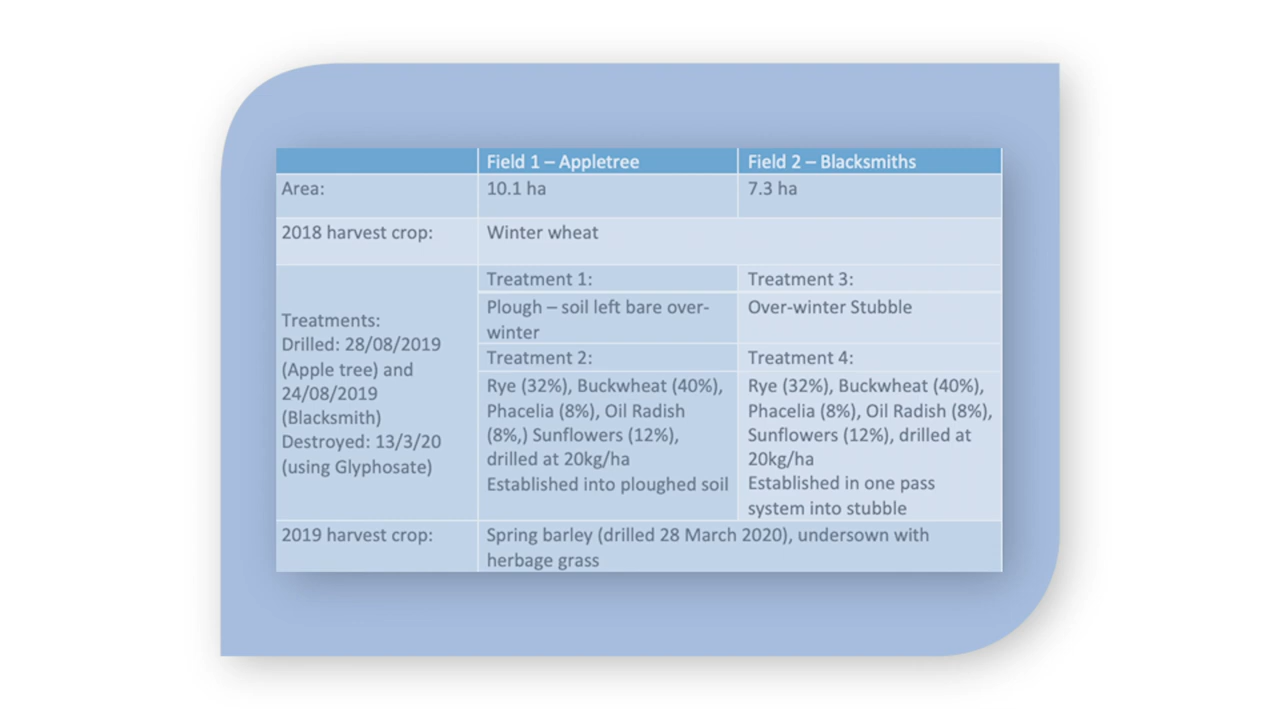 Field 1 – Appletree
Field 2 – Blacksmiths
Area:
10.1 ha
7.3 ha
2018 harvest crop:
Winter wheat
Treatments:
Drilled: 28/08/2019
(Apple tree) and
24/08/2019
(Blacksmith)
Destroyed: 13/3/20
(using Glyphosate)
Treatment 1:
Treatment 3:
Plough – soil left bare over-
winter
Over-winter Stubble
Treatment 2:
Treatment 4:
Rye (32%), Buckwheat (40%),
Phacelia (8%), Oil Radish
(8%,) Sunflowers (12%),
drilled at 20kg/ha
Established into ploughed soil
Rye (32%), Buckwheat (40%),
Phacelia (8%), Oil Radish (8%),
Sunflowers (12%), drilled at
20kg/ha
Established in one pass
system into stubble
2019 harvest crop:
Spring barley (drilled 28 March 2020), undersown with
herbage grass